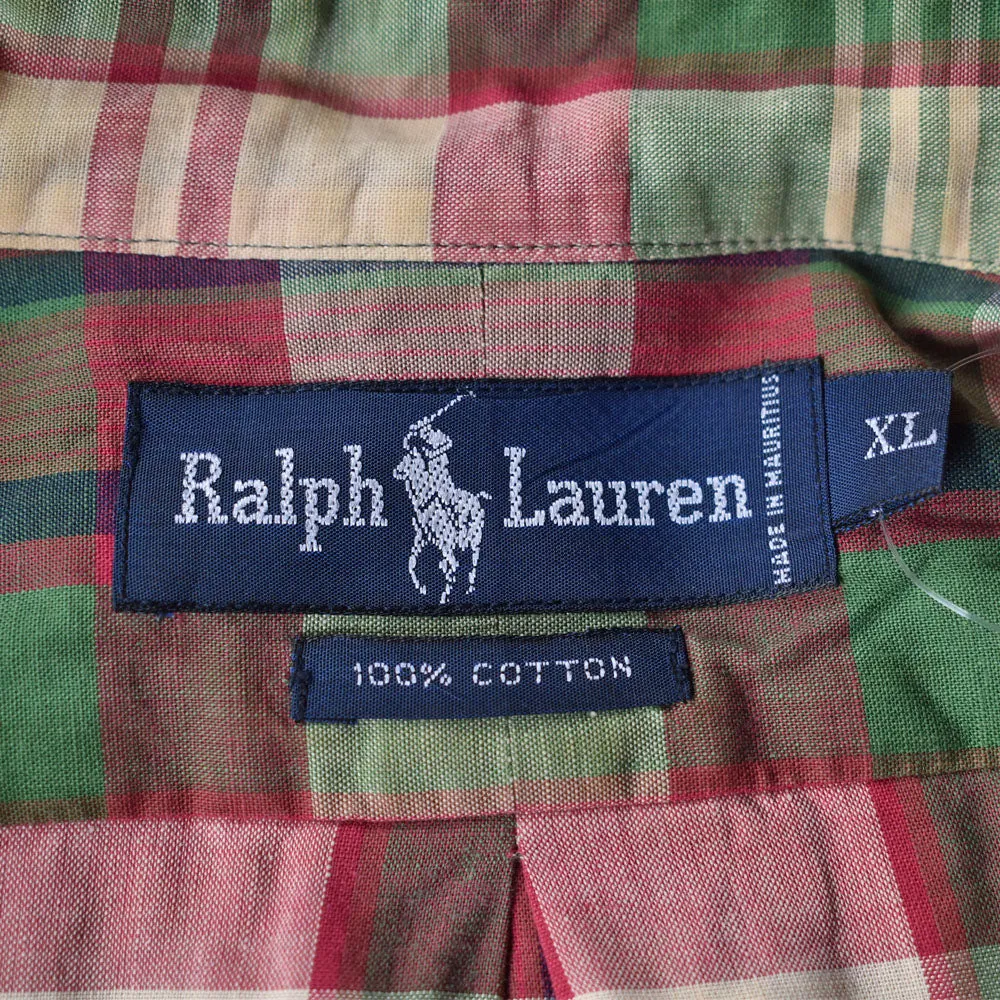 Ralph Lauren
MADE IN MAURITIUS
XL
100% COTTON